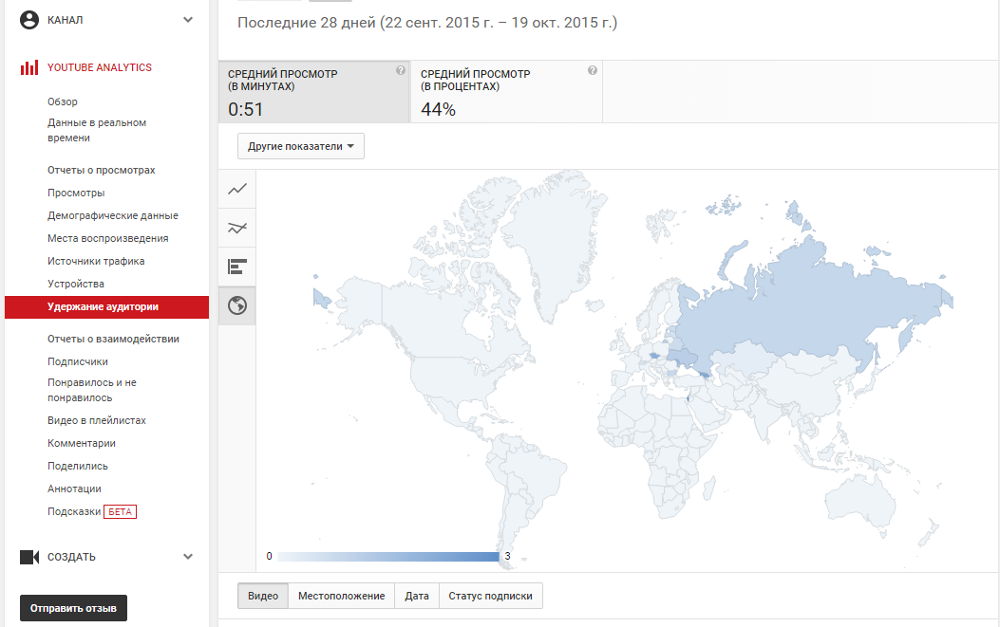 КАНАЛ
YOUTUBE ANALYTICS
Обзор
Данные в реальном
времени
Отчеты о просмотрах
Просмотры
Демографические данные
Места воспроизведения
Источники трафика
Устройства
Удержание аудитории
Отчеты о взаимодействии
Подписчики
Понравилось и не
понравилось
Видео в плейлистах
Комментарии
Поделились
Аннотации
Подсказки БЕТА
СОЗДАТЬ
Отправить отзыв
Последние 28 дней (22 сент. 2015 г. – 19 окт. 2015 г.)
СРЕДНИЙ ПРОСМОТР
(В МИНУТАХ)
?
0:51
СРЕДНИЙ ПРОСМОТР
(В ПРОЦЕНТАХ)
?
44%
Другие показатели
0 3
Видео Местоположение Дата Статус подписки